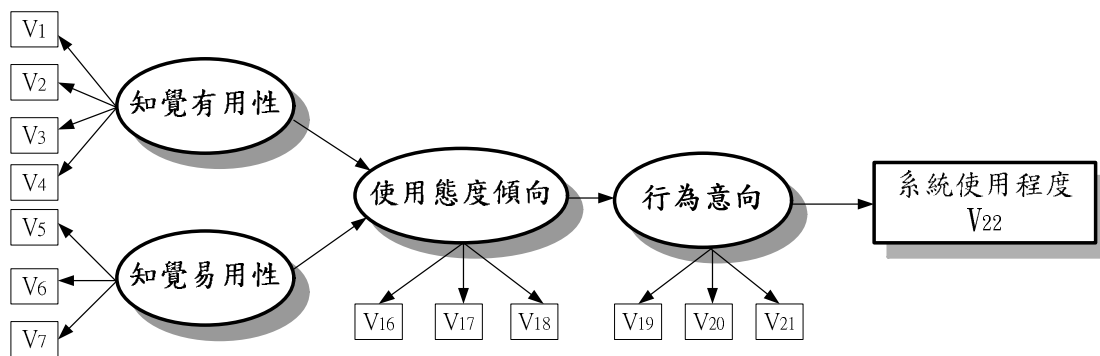 V1
V2
V3
V4
V5
V6
V7
知覺有用性
知覺易用性
使用態度傾向
V16
V17
V18
行為意向
V19
V20
V21
系統使用程度
V22